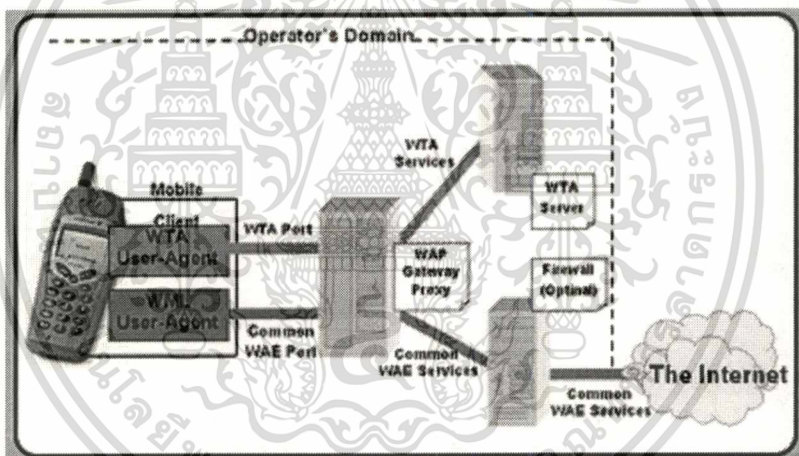 Operator's Domain
Mobile
Client
WTA
User-Agent
WML
User-Agent
WTA Port
Common
WAE Port
WAP
Gateway
Proxy
WTA
Services
WTA
Server
Firewall
(Optinal)
Common
WAE Services
Common
WAE Services
The Internet